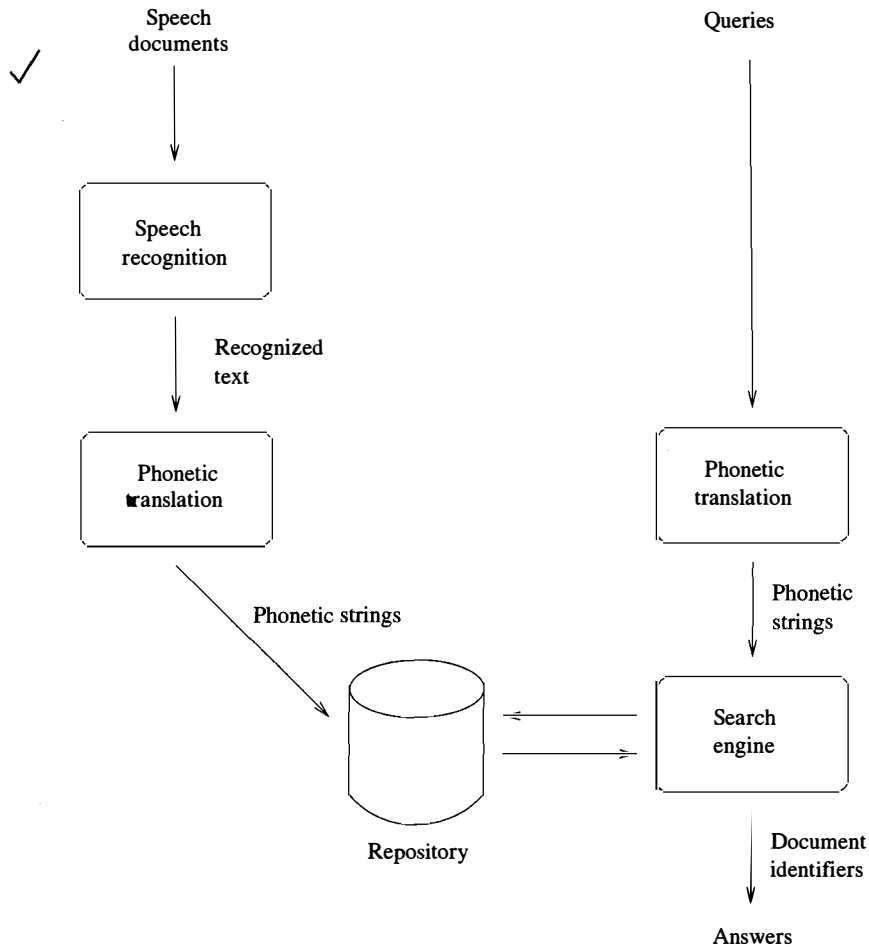 Speech
documents
Queries
Speech
recognition
Recognized
text
Phonetic
translation
Phonetic
translation
Phonetic strings
Phonetic
strings
Search
engine
Repository
Document
identifiers
Answers